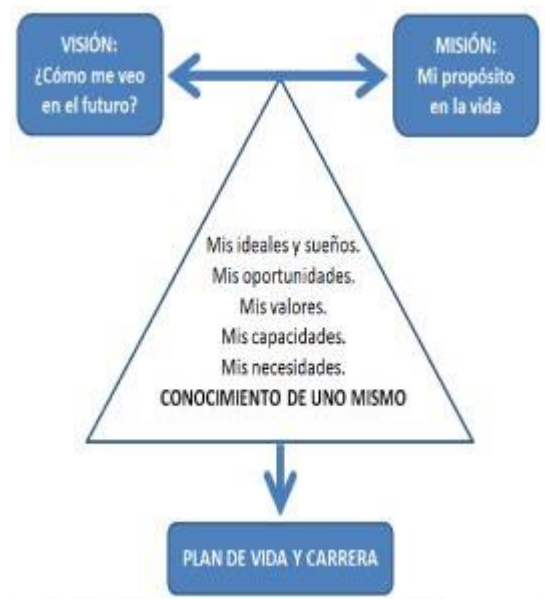 VISIÓN:
¿Cómo me veo
en el futuro?
MISIÓN:
Mi propósito
en la vida
Mis ideales y sueños.
Mis oportunidades.
Mis valores.
Mis capacidades.
Mis necesidades.
CONOCIMIENTO DE UNO MISMO
PLAN DE VIDA Y CARRERA